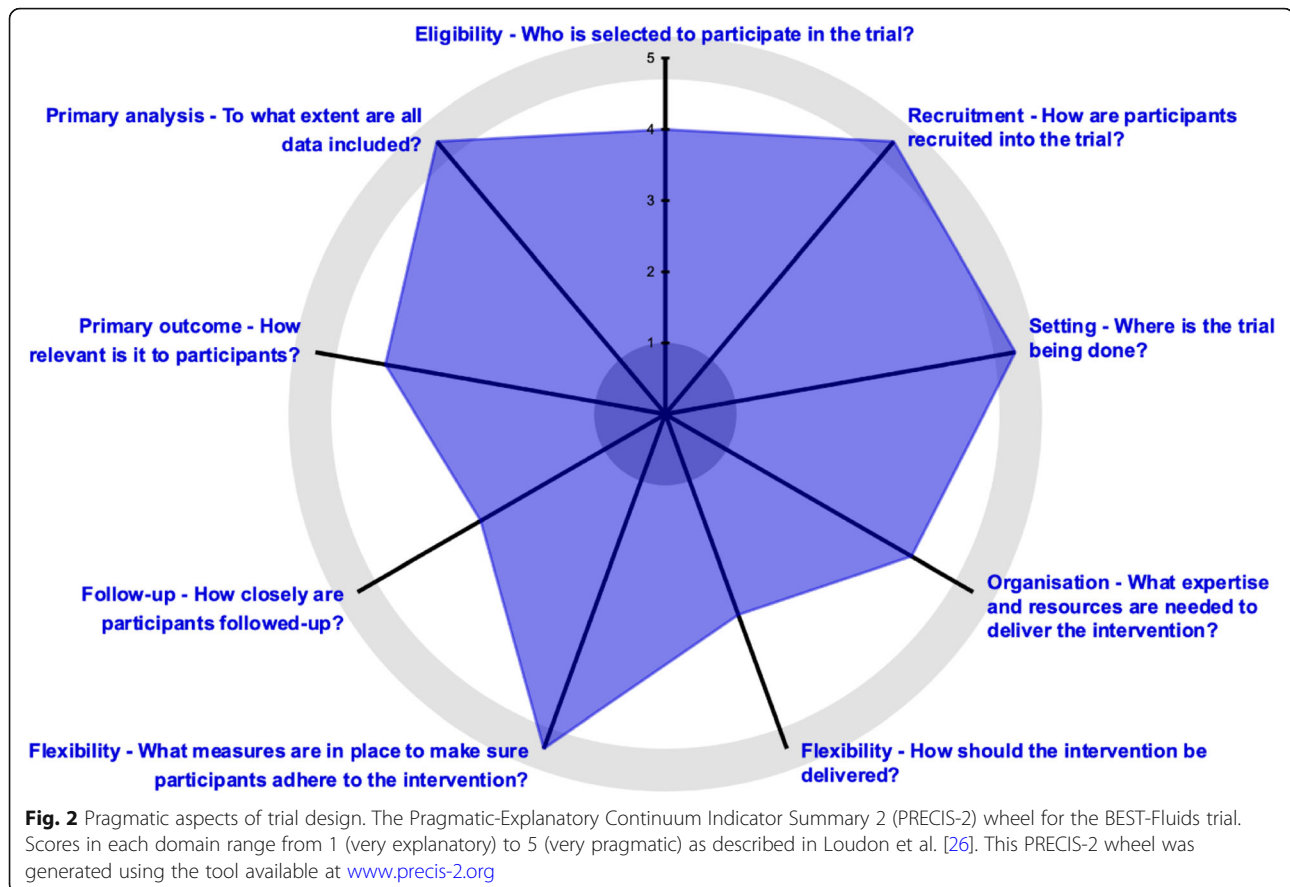 Eligibility - Who is selected to participate in the trial?
5
Primary analysis - To what extent are all
data included?
Recruitment - How are participants
recruited into the trial?
4
3
2
1
Primary outcome - How
relevant is it to participants?
Setting - Where is the trial
being done?
Follow-up - How closely are
participants followed-up?
Organisation - What expertise
and resources are needed to
deliver the intervention?
Flexibility - What measures are in place to make sure
participants adhere to the intervention?
Flexibility - How should the intervention be
delivered?
Fig. 2 Pragmatic aspects of trial design. The Pragmatic-Explanatory Continuum Indicator Summary 2 (PRECIS-2) wheel for the BEST-Fluids trial.
Scores in each domain range from 1 (very explanatory) to 5 (very pragmatic) as described in Loudon et al. [26]. This PRECIS-2 wheel was
generated using the tool available at www.precis-2.org